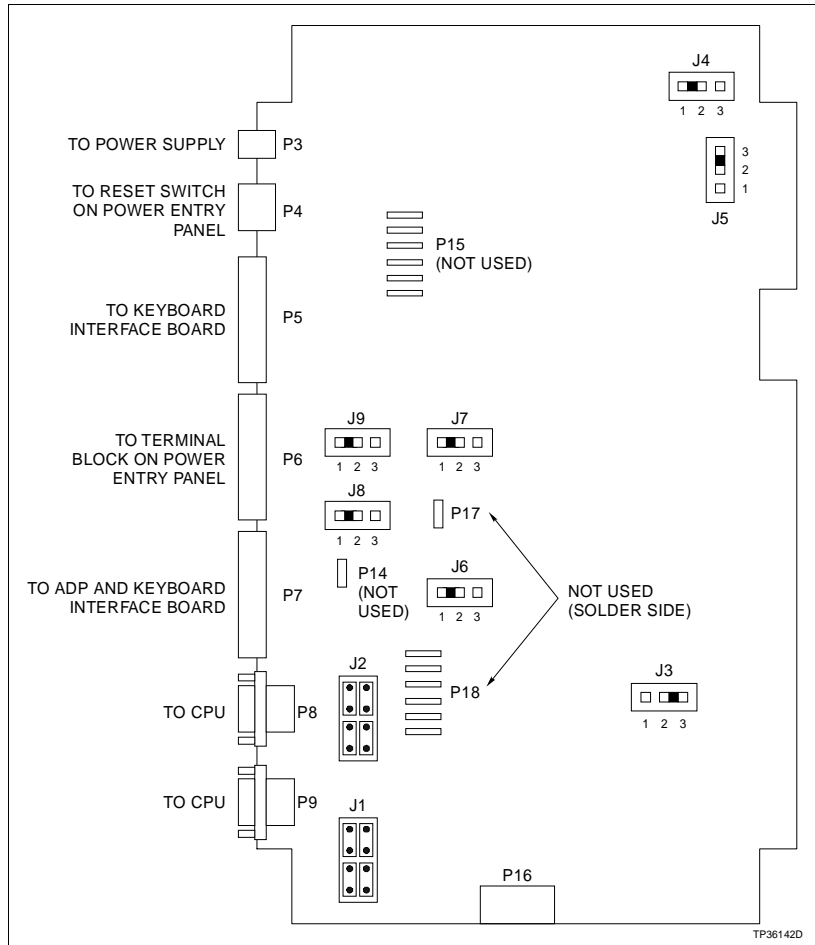 J4
1 2 3
TO POWER SUPPLY
P3
3
2
1
J5
TO RESET SWITCH
ON POWER ENTRY
PANEL
P4
P15
(NOT USED)
TO KEYBOARD
INTERFACE BOARD
P5
J9
1 2 3
J7
1 2 3
TO TERMINAL
BLOCK ON POWER
ENTRY PANEL
P6
J8
1 2 3
P17
TO ADP AND KEYBOARD
INTERFACE BOARD
P7
P14
(NOT
USED)
J6
1 2 3
NOT USED
(SOLDER SIDE)
J2
P18
J3
1 2 3
TO CPU
P8
TO CPU
P9
J1
P16
TP36142D